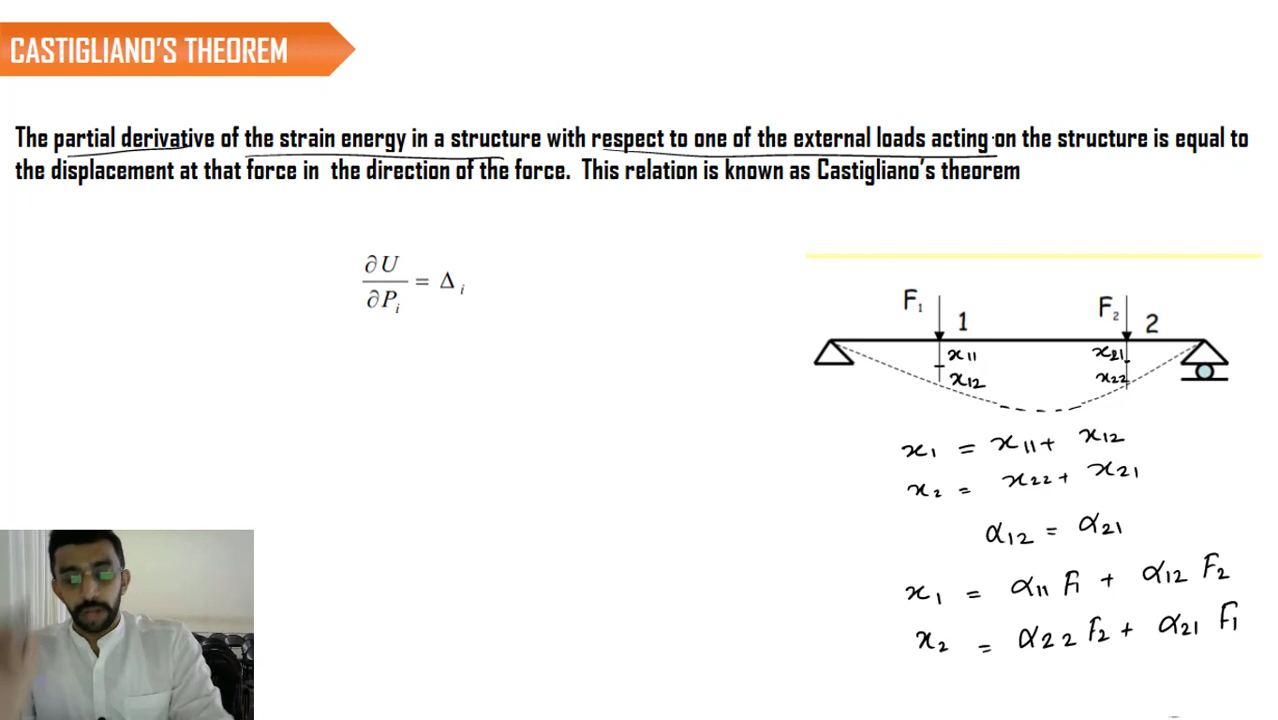 CASTIGLIANO'S THEOREM
The partial derivative of the strain energy in a structure with respect to one of the external loads acting on the structure is equal to
the displacement at that force in the direction of the force. This relation is known as Castigliano's theorem
∂U
∂Pᵢ = Δᵢ
F₁ 1 F₂ 2
x₁₁ x₂₁
x₁₂ x₂₂
x₁ = x₁₁ + x₁₂
x₂ = x₂₂ + x₂₁
α₁₂ = α₂₁
x₁ = α₁₁ F₁ + α₁₂ F₂
x₂ = α₂₂ F₂ + α₂₁ F₁